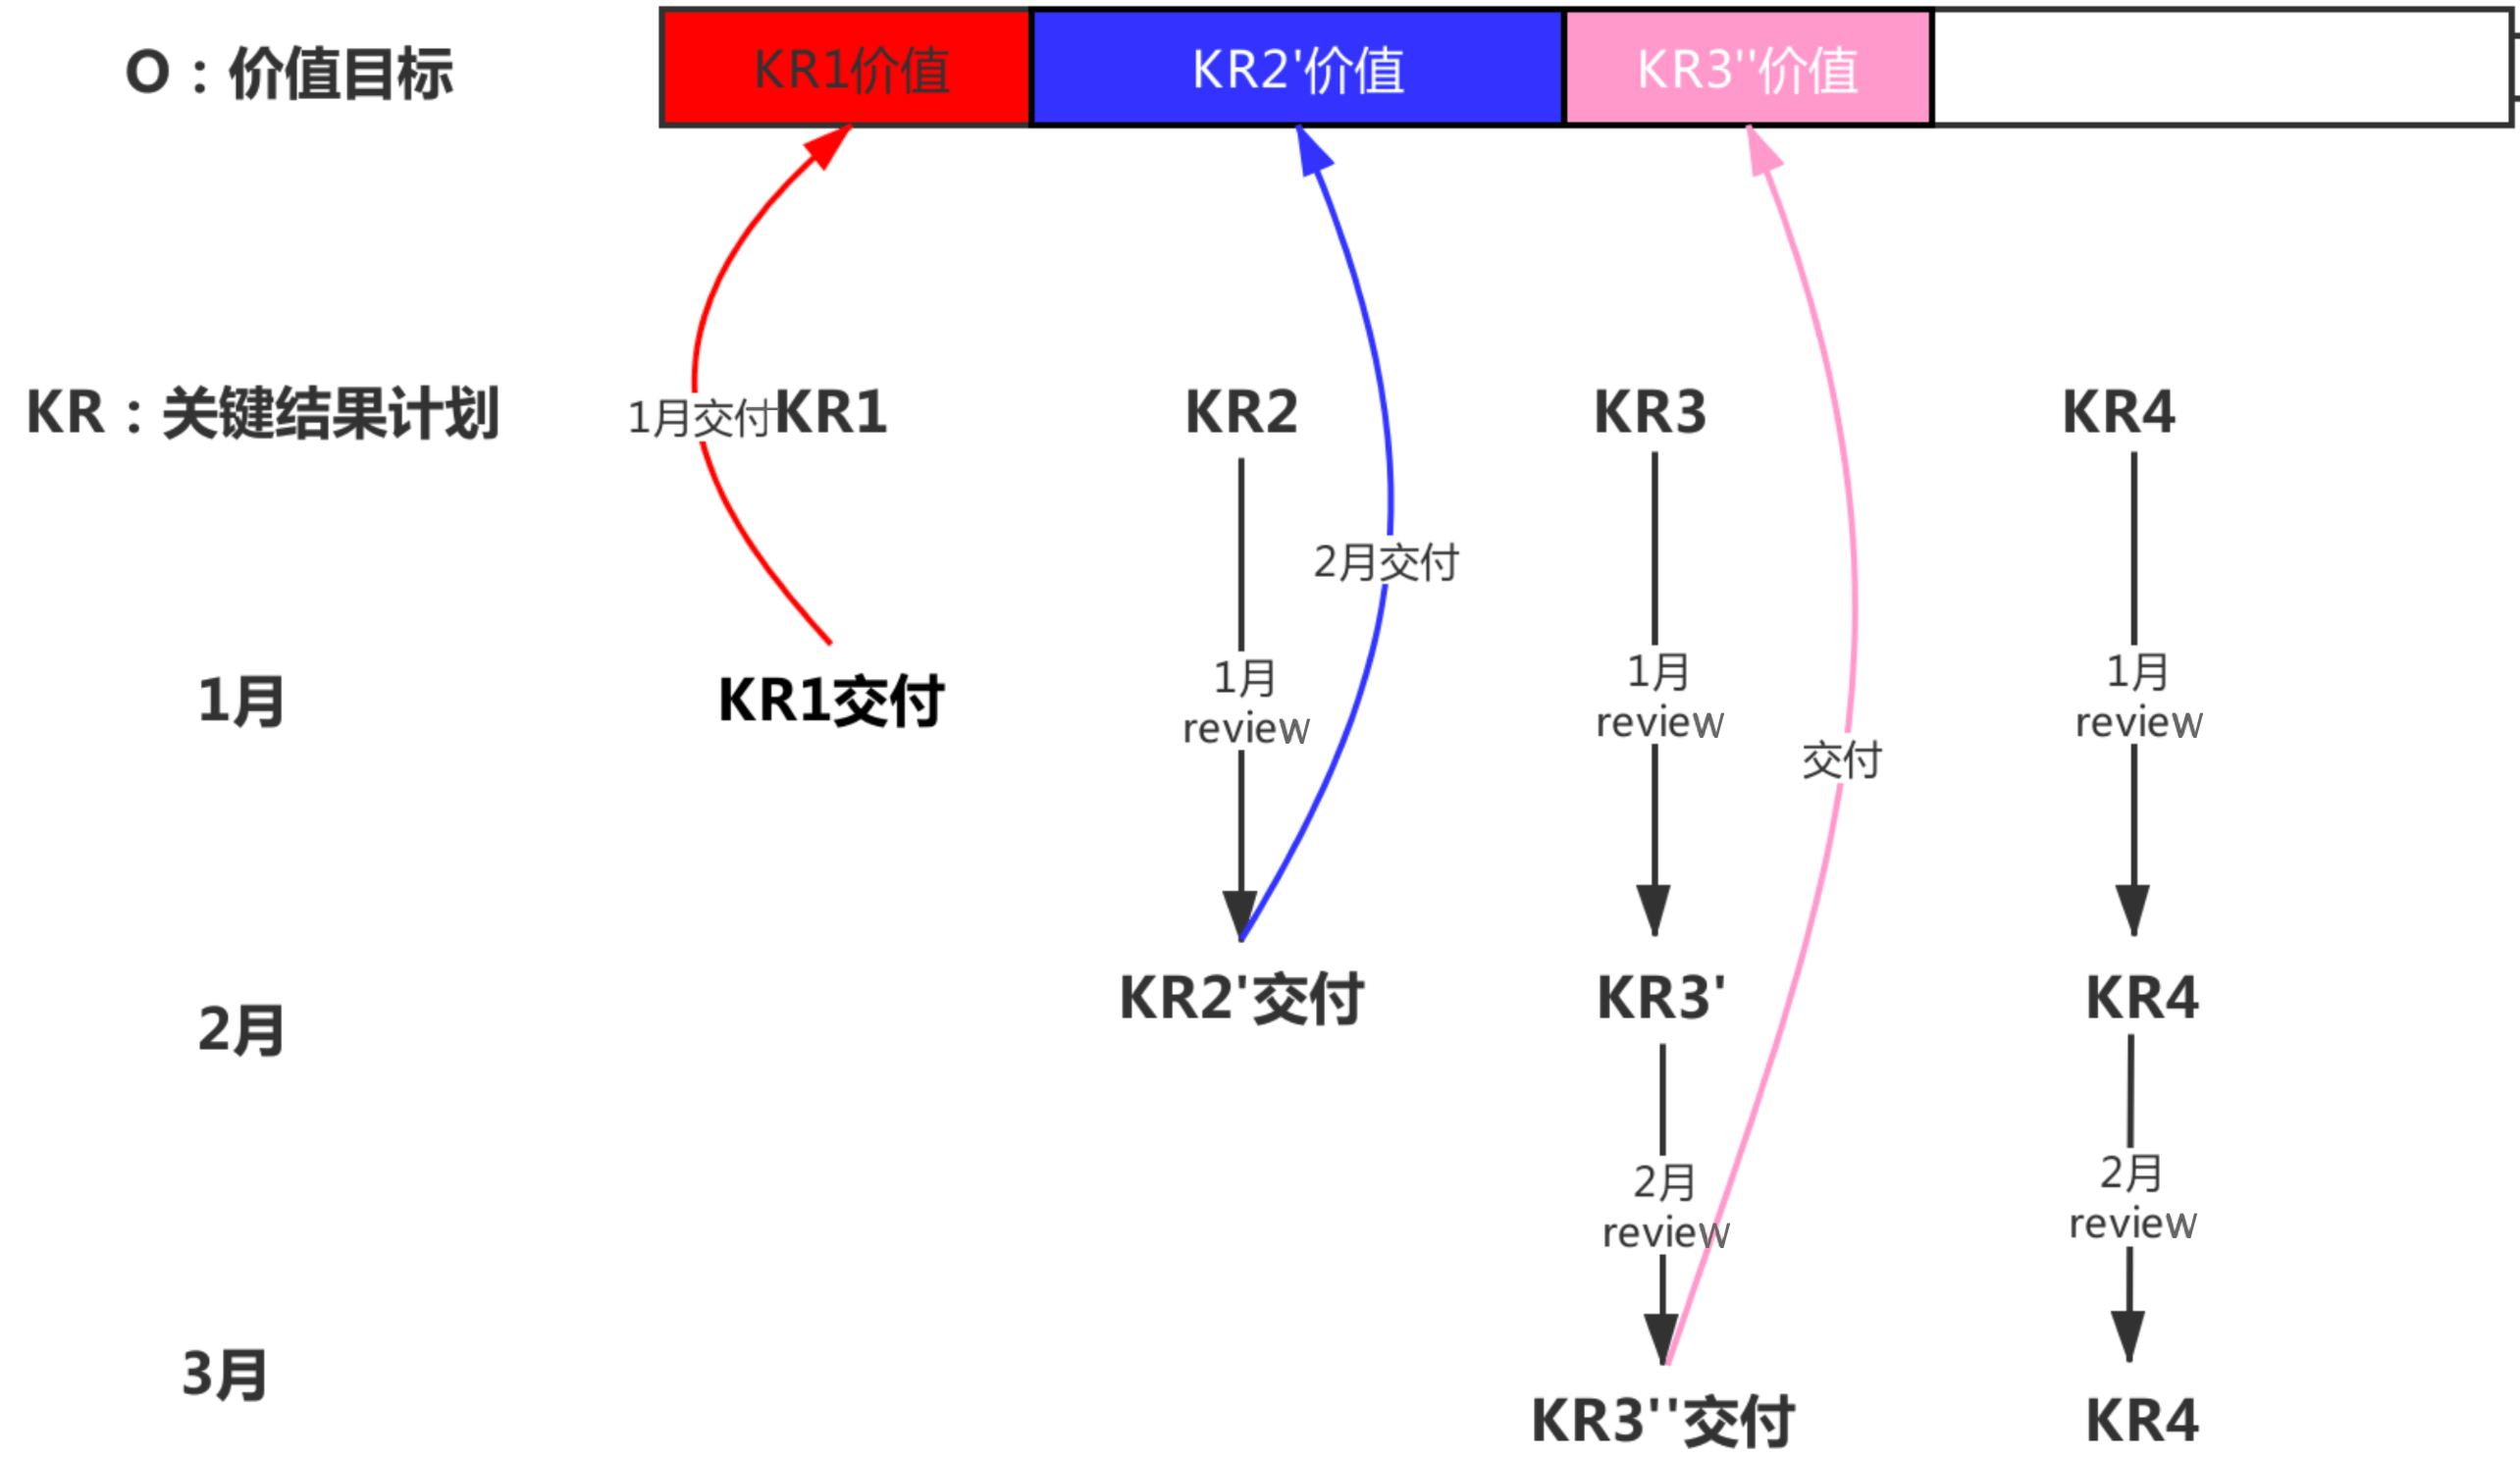 O：价值目标
KR1价值
KR2'价值
KR3''价值
KR：关键结果计划
1月交付
KR1
KR2
KR3
KR4
2月交付
1月
KR1交付
1月
review
1月
review
1月
review
交付
2月
KR2'交付
KR3'
KR4
2月
review
2月
review
3月
KR3''交付
KR4